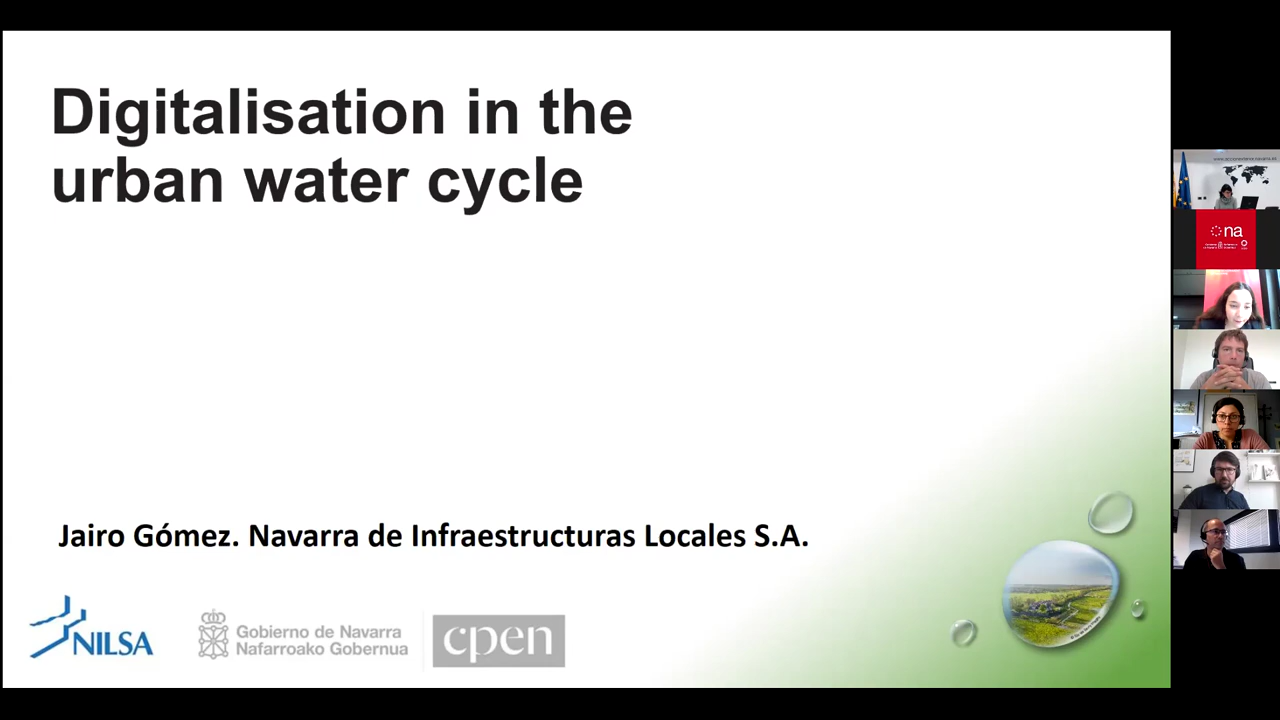 Digitalisation in the
urban water cycle
Jairo Gómez. Navarra de Infraestructuras Locales S.A.
NILSA
Gobierno de Navarra
Nafarroako Gobernua
cpen
na